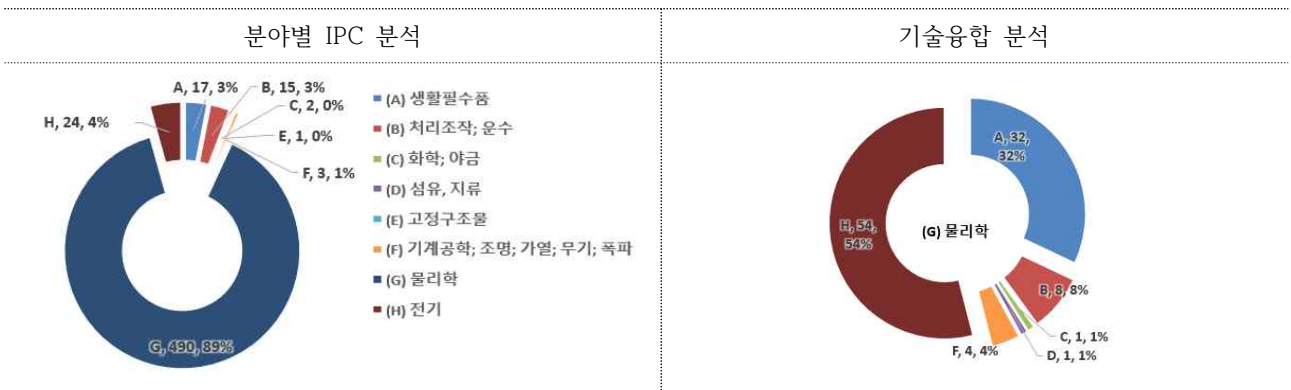 분야별 IPC 분석
기술융합 분석
A, 17, 3%
B, 15, 3%
C, 2, 0%
E, 1, 0%
F, 3, 1%
H, 24, 4%
G, 490, 89%
(A) 생활필수품
(B) 처리조작; 운수
(C) 화학; 야금
(D) 섬유, 지류
(E) 고정구조물
(F) 기계공학; 조명; 가열; 무기; 폭파
(G) 물리학
(H) 전기
A, 32,
32%
H, 54,
54%
(G) 물리학
B, 8, 8%
C, 1, 1%
D, 1, 1%
F, 4, 4%